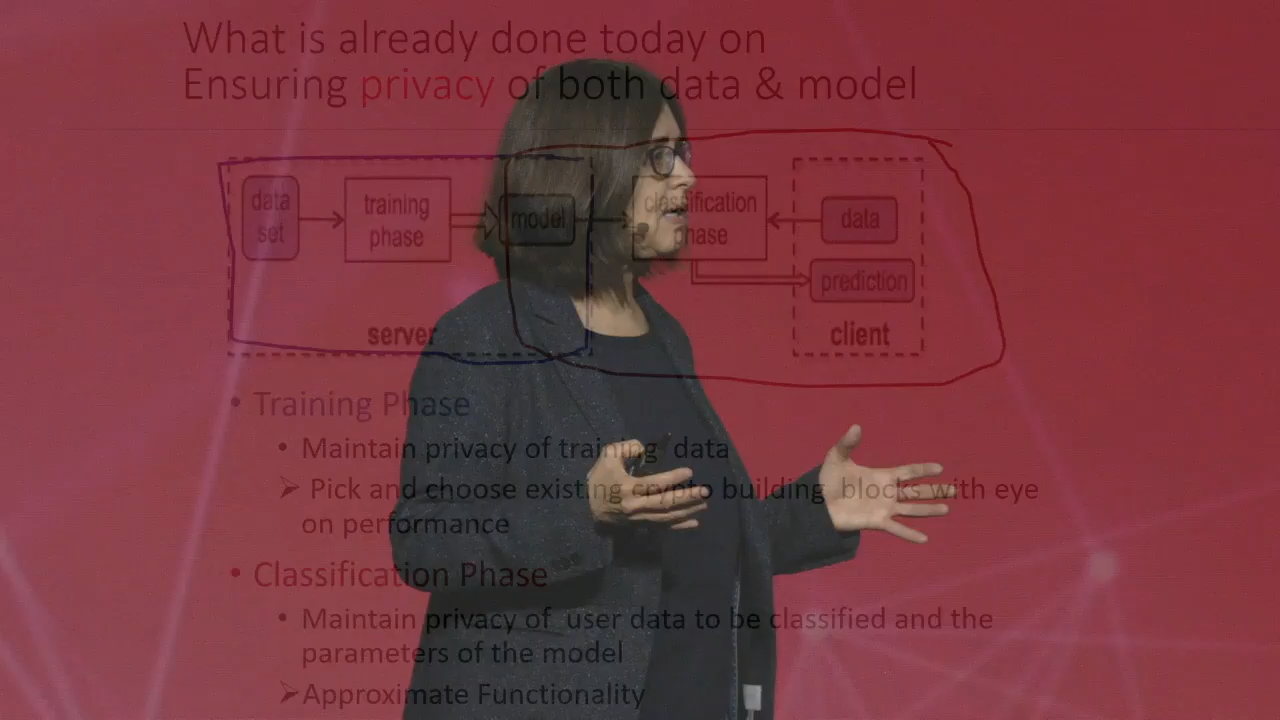 What is already done today on
Ensuring privacy of both data & model
data
set
training
phase
model
classification
phase
data
prediction
server
client
• Training Phase
• Maintain privacy of training data
➢ Pick and choose existing crypto building blocks with eye
on performance
• Classification Phase
• Maintain privacy of user data to be classified and the
parameters of the model
➢Approximate Functionality